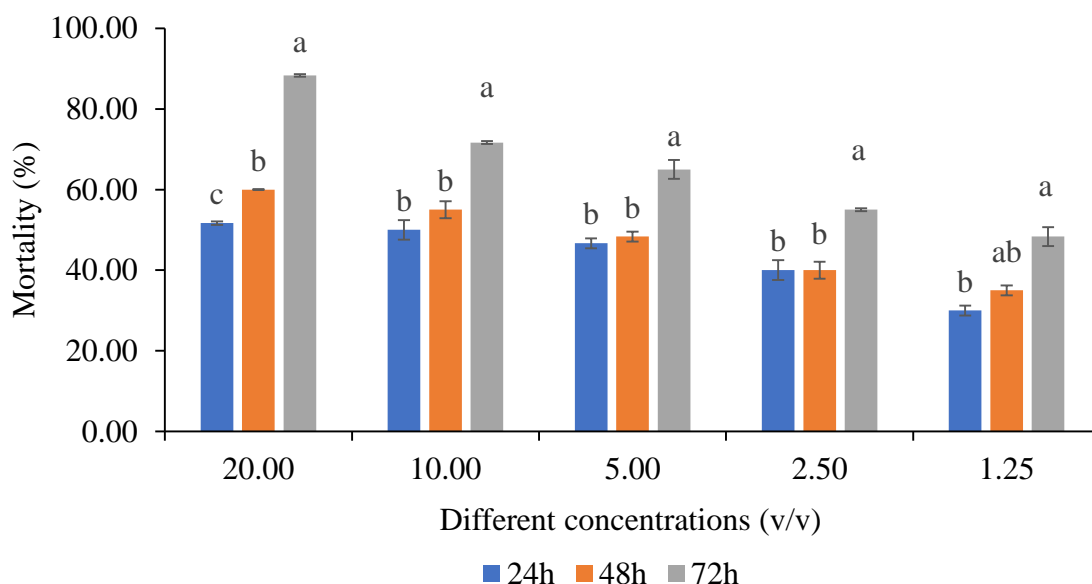 100.00
80.00
60.00
40.00
20.00
0.00
Mortality (%)
c b a
b b a
b b a
b b a
b ab a
20.00 10.00 5.00 2.50 1.25
Different concentrations (v/v)
24h 48h 72h